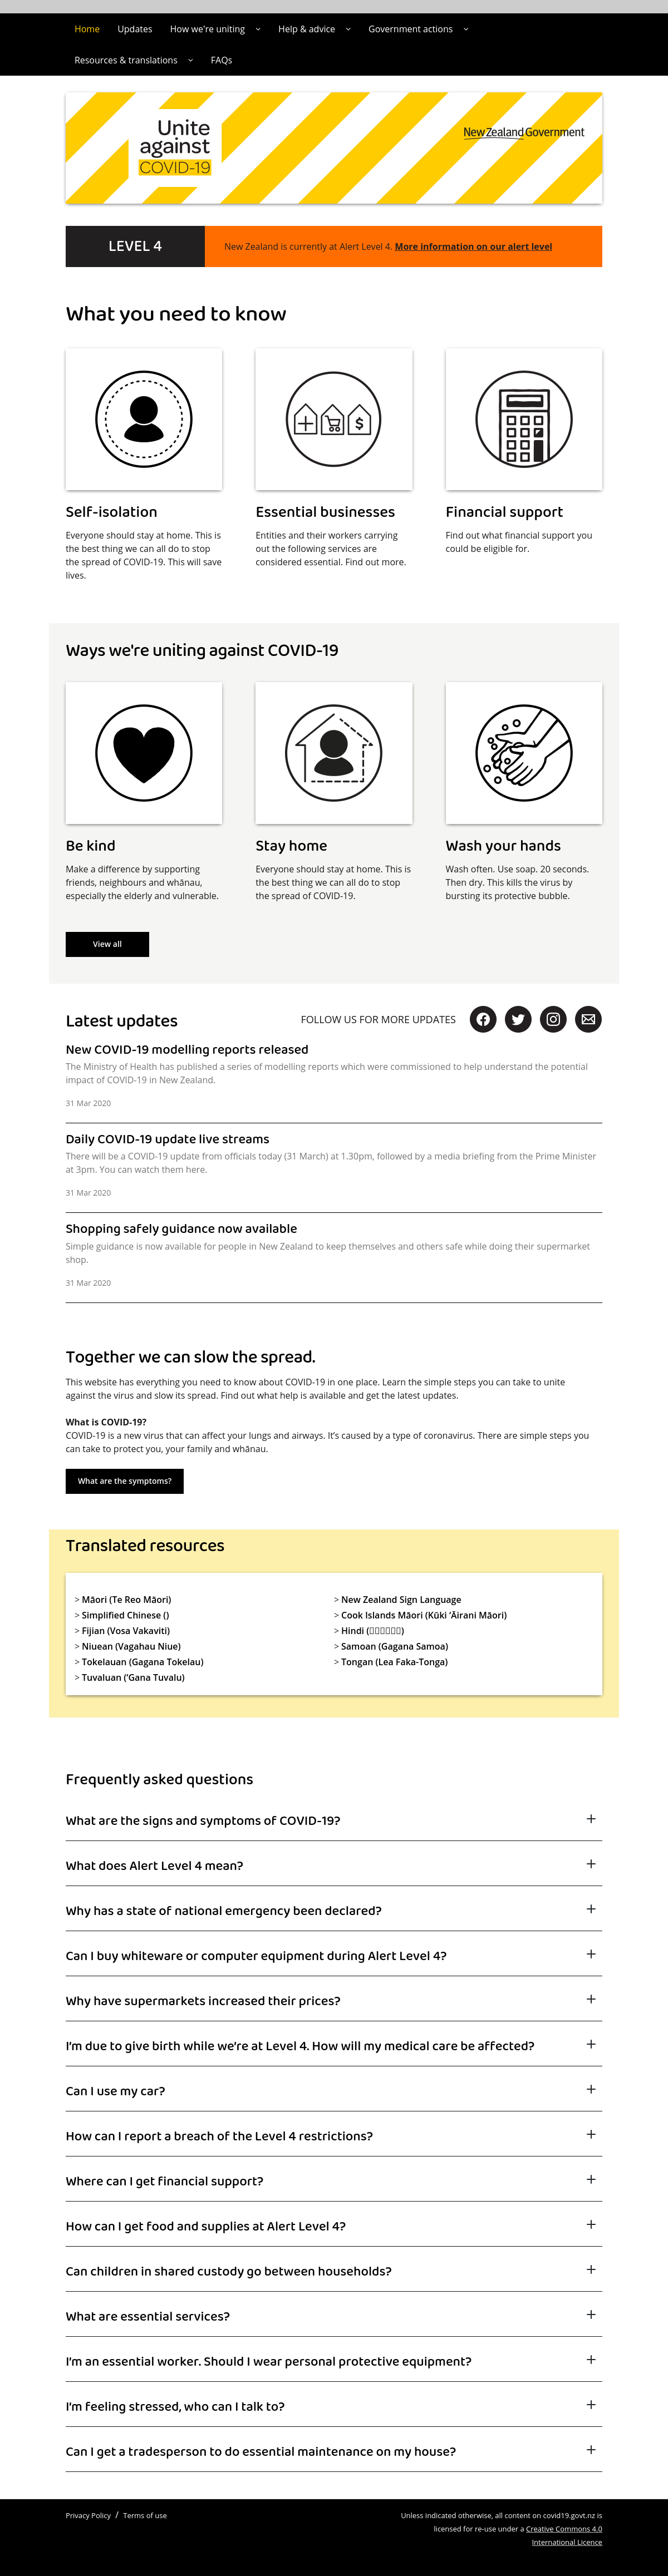 Home Updates How we're uniting Help & advice Government actions
Resources & translations FAQs
Unite
against
COVID-19
New Zealand Government
LEVEL 4
New Zealand is currently at Alert Level 4. More information on our alert level
What you need to know
$
Self-isolation
Everyone should stay at home. This is
the best thing we can all do to stop
the spread of COVID-19. This will save
lives.
Essential businesses
Entities and their workers carrying
out the following services are
considered essential. Find out more.
Financial support
Find out what financial support you
could be eligible for.
Ways we're uniting against COVID-19
Be kind
Make a difference by supporting
friends, neighbours and whānau,
especially the elderly and vulnerable.
Stay home
Everyone should stay at home. This is
the best thing we can all do to stop
the spread of COVID-19.
Wash your hands
Wash often. Use soap. 20 seconds.
Then dry. This kills the virus by
bursting its protective bubble.
View all
Latest updates
FOLLOW US FOR MORE UPDATES
New COVID-19 modelling reports released
The Ministry of Health has published a series of modelling reports which were commissioned to help understand the potential
impact of COVID-19 in New Zealand.
31 Mar 2020
Daily COVID-19 update live streams
There will be a COVID-19 update from officials today (31 March) at 1.30pm, followed by a media briefing from the Prime Minister
at 3pm. You can watch them here.
31 Mar 2020
Shopping safely guidance now available
Simple guidance is now available for people in New Zealand to keep themselves and others safe while doing their supermarket
shop.
31 Mar 2020
Together we can slow the spread.
This website has everything you need to know about COVID-19 in one place. Learn the simple steps you can take to unite
against the virus and slow its spread. Find out what help is available and get the latest updates.
What is COVID-19?
COVID-19 is a new virus that can affect your lungs and airways. It’s caused by a type of coronavirus. There are simple steps you
can take to protect you, your family and whānau.
What are the symptoms?
Translated resources
> Māori (Te Reo Māori)
> Simplified Chinese ()
> Fijian (Vosa Vakaviti)
> Niuean (Vagahau Niue)
> Tokelauan (Gagana Tokelau)
> Tuvaluan (‘Gana Tuvalu)
> New Zealand Sign Language
> Cook Islands Māori (Kūki ‘Āirani Māori)
> Hindi (▯▯▯▯▯▯)
> Samoan (Gagana Samoa)
> Tongan (Lea Faka-Tonga)
Frequently asked questions
What are the signs and symptoms of COVID-19?
What does Alert Level 4 mean?
Why has a state of national emergency been declared?
Can I buy whiteware or computer equipment during Alert Level 4?
Why have supermarkets increased their prices?
I’m due to give birth while we’re at Level 4. How will my medical care be affected?
Can I use my car?
How can I report a breach of the Level 4 restrictions?
Where can I get financial support?
How can I get food and supplies at Alert Level 4?
Can children in shared custody go between households?
What are essential services?
I’m an essential worker. Should I wear personal protective equipment?
I’m feeling stressed, who can I talk to?
Can I get a tradesperson to do essential maintenance on my house?
Privacy Policy / Terms of use
Unless indicated otherwise, all content on covid19.govt.nz is
licensed for re-use under a Creative Commons 4.0
International Licence